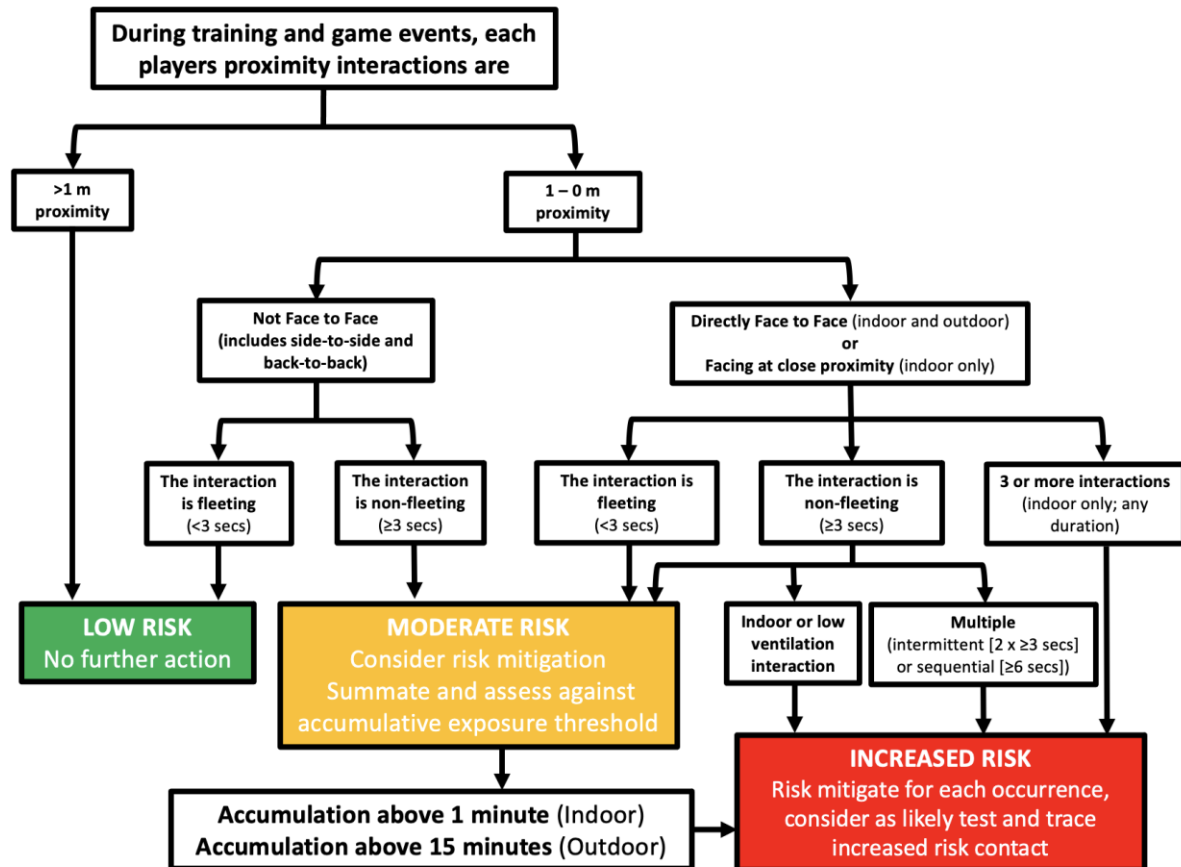 During training and game events, each
players proximity interactions are
>1 m
proximity
1 – 0 m
proximity
Not Face to Face
(includes side-to-side and
back-to-back)
Directly Face to Face (indoor and outdoor)
or
Facing at close proximity (indoor only)
The interaction
is fleeting
(<3 secs)
The interaction
is non-fleeting
(≥3 secs)
The interaction is
fleeting
(<3 secs)
The interaction is
non-fleeting
(≥3 secs)
3 or more interactions
(indoor only; any
duration)
LOW RISK
No further action
MODERATE RISK
Consider risk mitigation
Summate and assess against
accumulative exposure threshold
Indoor or low
ventilation
interaction
Multiple
(intermittent [2 x ≥3 secs]
or sequential [≥6 secs])
Accumulation above 1 minute (Indoor)
Accumulation above 15 minutes (Outdoor)
INCREASED RISK
Risk mitigate for each occurrence,
consider as likely test and trace
increased risk contact